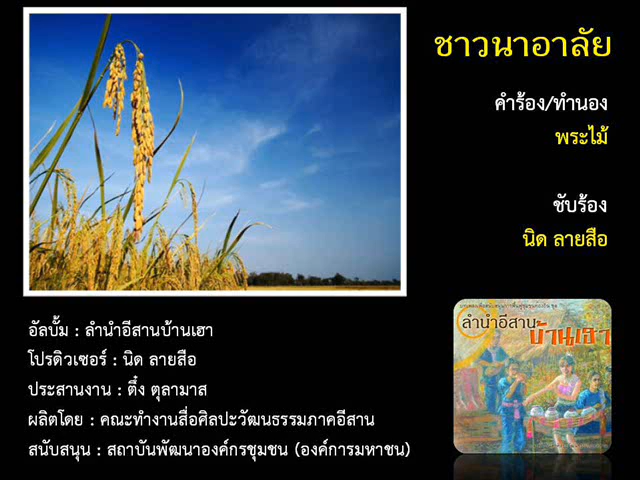 ชาวนาอาลัย
คำร้อง/ทำนอง
พระไม้
ขับร้อง
นิด ลายสือ
อัลบั้ม : ลำนำอีสานบ้านเฮา
โปรดิวเซอร์ : นิด ลายสือ
ประสานงาน : ตึ๋ง ตุลามาส
ผลิตโดย : คณะทำงานสื่อศิลปะวัฒนธรรมภาคอีสาน
สนับสนุน : สถาบันพัฒนาองค์กรชุมชน (องค์การมหาชน)
ลำนำอีสาน
บ้านเฮา